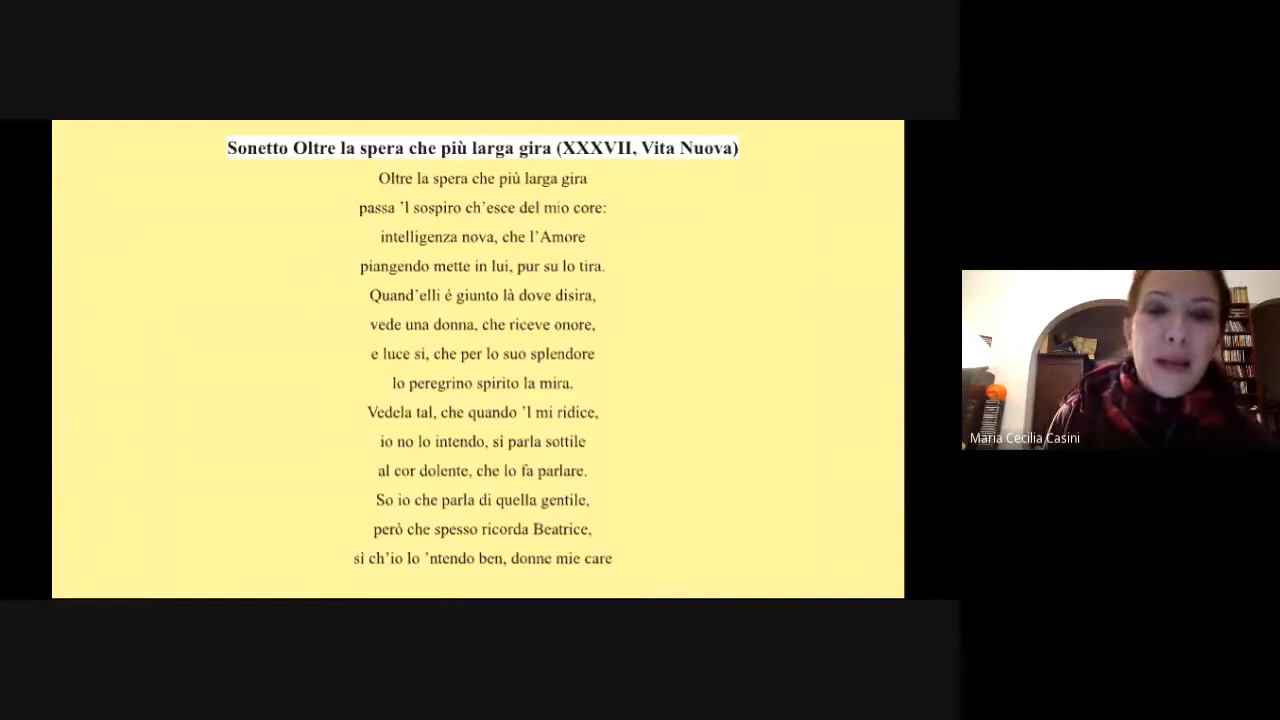 Sonetto Oltre la spera che più larga gira (XXXVII, Vita Nuova)
Oltre la spera che più larga gira
passa ’l sospiro ch’esce del mio core:
intelligenza nova, che l’Amore
piangendo mette in lui, pur su lo tira.
Quand’elli è giunto là dove disira,
vede una donna, che riceve onore,
e luce sì, che per lo suo splendore
lo peregrino spirito la mira.
Vedela tal, che quando ’l mi ridice,
io no lo intendo, sì parla sottile
al cor dolente, che lo fa parlare.
So io che parla di quella gentile,
però che spesso ricorda Beatrice,
sì ch’io lo ’ntendo ben, donne mie care
Maria Cecilia Casini